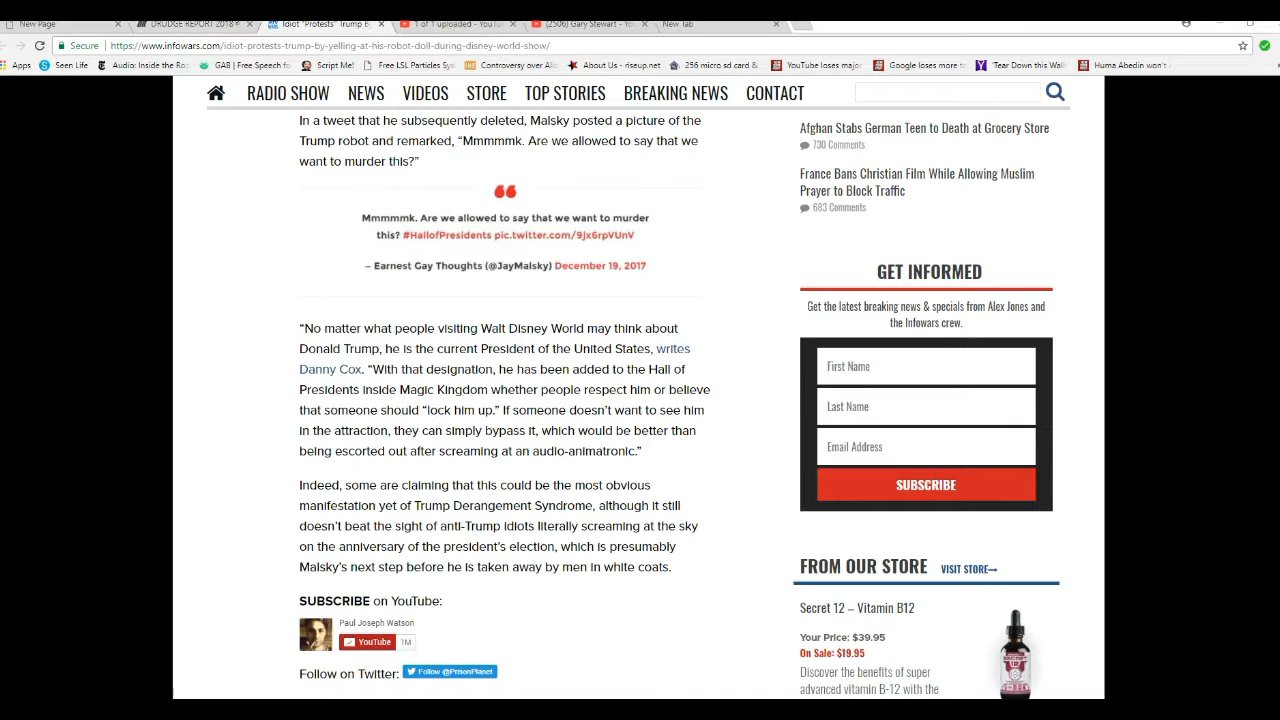 New Page
DRUDGE REPORT 2018®
Idiot "Protests" Trump B
1 of 1 uploaded - YouTu
(2506) Gary Stewart - Yo
New Tab
Secure
https://www.infowars.com/idiot-protests-trump-by-yelling-at-his-robot-doll-during-disney-world-show/
Apps
Seen Life
Audio: Inside the Ro
GAB | Free Speech fo
Script Me!
Free LSL Particles Sys
Controversy over Ali
About Us - riseup.net
256 micro sd card &
YouTube loses major
Google loses more to
Tear Down this Wall
Huma Abedin won't
RADIO SHOW NEWS VIDEOS STORE TOP STORIES BREAKING NEWS CONTACT
In a tweet that he subsequently deleted, Malsky posted a picture of the
Trump robot and remarked, “Mmmmmk. Are we allowed to say that we
want to murder this?”
Mmmmmk. Are we allowed to say that we want to murder
this? #HallofPresidents pic.twitter.com/9jx6rpVUnV
– Earnest Gay Thoughts (@JayMalsky) December 19, 2017
“No matter what people visiting Walt Disney World may think about
Donald Trump, he is the current President of the United States, writes
Danny Cox. “With that designation, he has been added to the Hall of
Presidents inside Magic Kingdom whether people respect him or believe
that someone should “lock him up.” If someone doesn’t want to see him
in the attraction, they can simply bypass it, which would be better than
being escorted out after screaming at an audio-animatronic.”
Indeed, some are claiming that this could be the most obvious
manifestation yet of Trump Derangement Syndrome, although it still
doesn’t beat the sight of anti-Trump idiots literally screaming at the sky
on the anniversary of the president’s election, which is presumably
Malsky’s next step before he is taken away by men in white coats.
SUBSCRIBE on YouTube:
Paul Joseph Watson
YouTube 1M
Follow on Twitter: Follow @PrisonPlanet
Afghan Stabs German Teen to Death at Grocery Store
730 Comments
France Bans Christian Film While Allowing Muslim
Prayer to Block Traffic
683 Comments
GET INFORMED
Get the latest breaking news & specials from Alex Jones and
the Infowars crew.
First Name
Last Name
Email Address
SUBSCRIBE
FROM OUR STORE VISIT STORE
Secret 12 – Vitamin B12
Your Price: $39.95
On Sale: $19.95
Discover the benefits of super
advanced vitamin B-12 with the